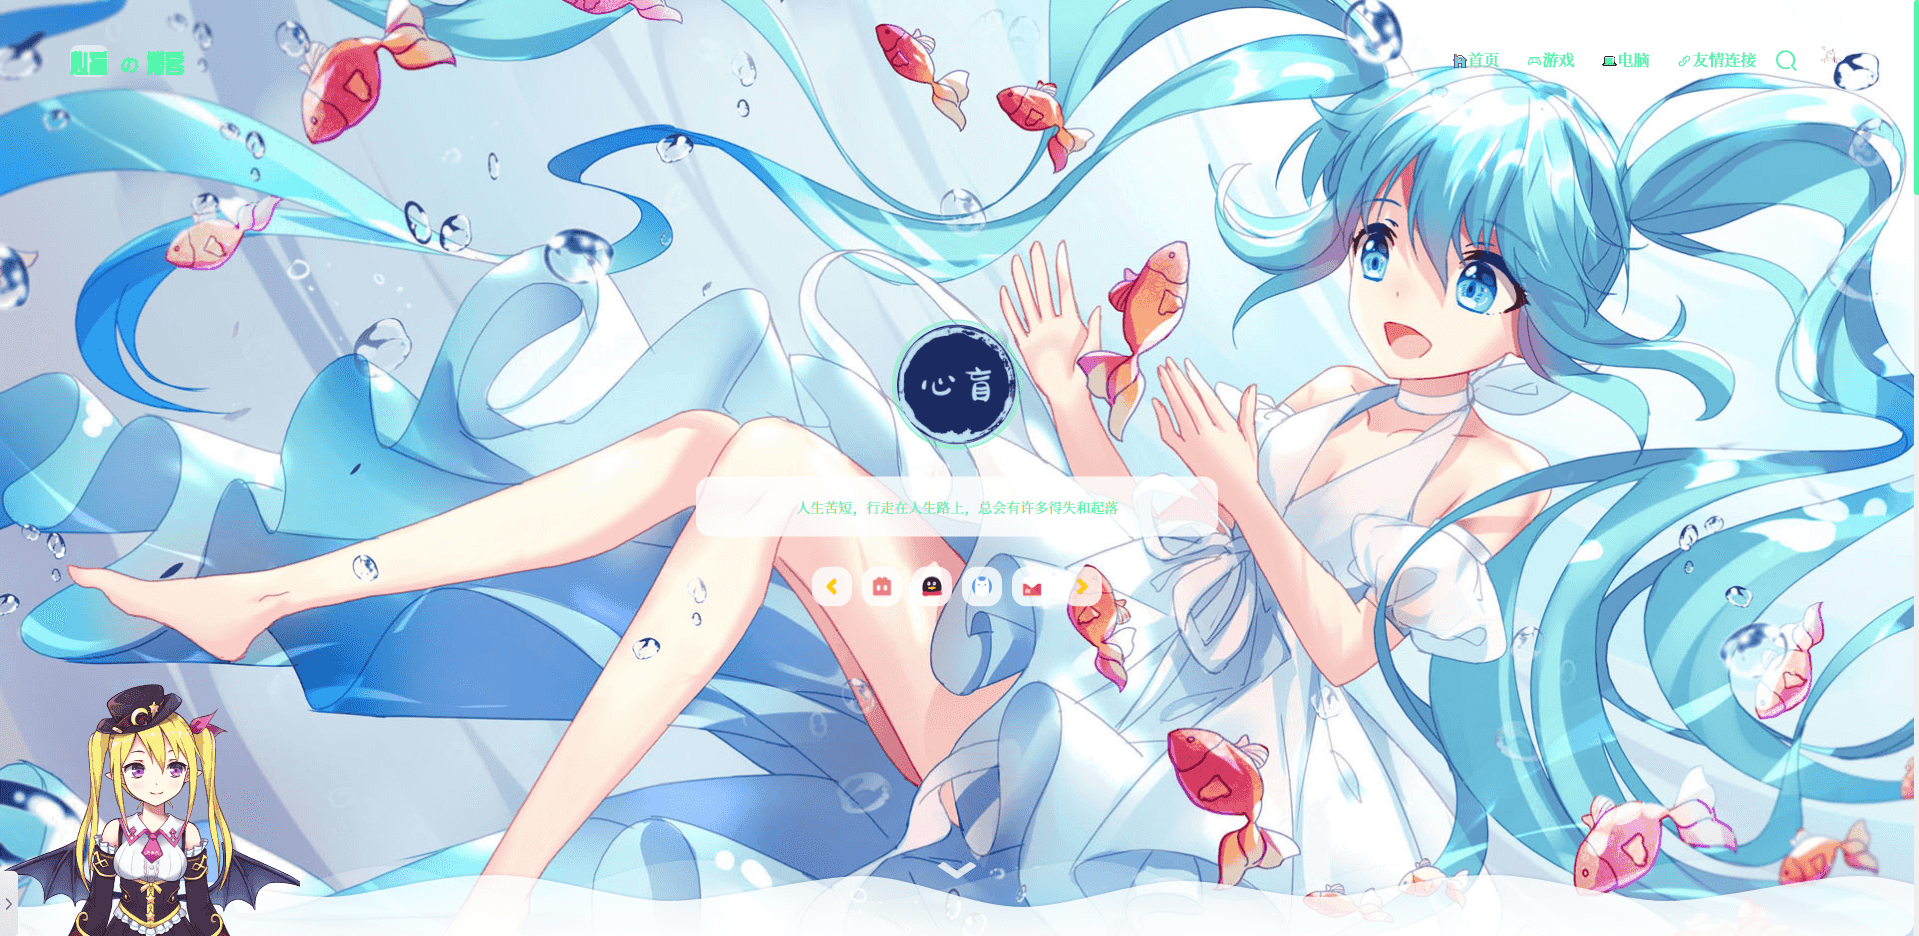 心盲 の 博客
首页
游戏
电脑
友情连接
心盲
人生苦短，行走在人生路上，总会有许多得失和起落